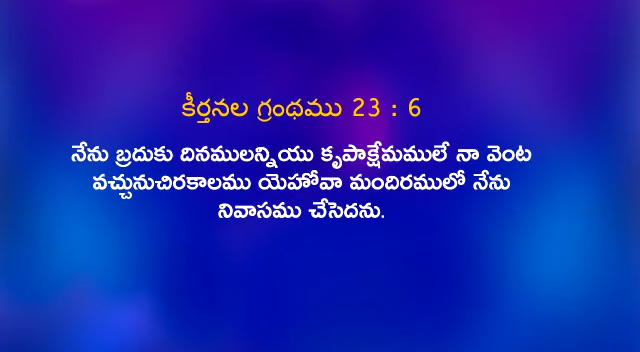 కీర్తనల గ్రంథము 23 : 6
నేను బ్రదుకు దినములన్నియు కృపాక్షేమములే నా వెంట
వచ్చునుచిరకాలము యెహోవా మందిరములో నేను
నివాసము చేసెదను.